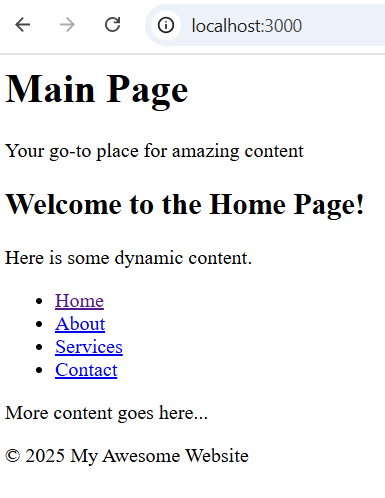 localhost:3000
Main Page
Your go-to place for amazing content
Welcome to the Home Page!
Here is some dynamic content.
Home
About
Services
Contact
More content goes here...
© 2025 My Awesome Website